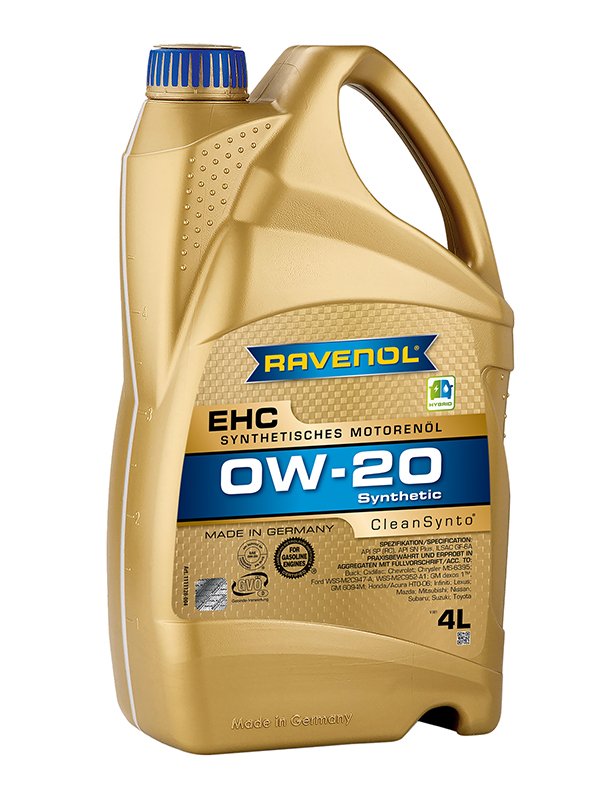 RAVENOL®
HYBRID
EHC
SYNTHETISCHES MOTORENÖL
0W-20
Synthetic
CleanSynto®
MADE IN GERMANY
SPEZIFIKATION/SPECIFICATION:
API SP (RC), API SN Plus, ILSAC GF-6A
PRAXISBEWÄHRT UND ERPROBT IN
AGGREGATEN MIT FÜLLVORSCHRIFT/ACC. TO:
Buick; Cadillac; Chevrolet; Chrysler MS-6395;
Ford WSS-M2C947-A, WSS-M2C952-A1; GM dexos 1™
GM 6094M; Honda/Acura HTO-06; Infiniti; Lexus;
Mazda; Mitsubishi; Nissan;
Subaru; Suzuki; Toyota
FOR
GASOLINE
ENGINES
GVÖ
4L
Made in Germany